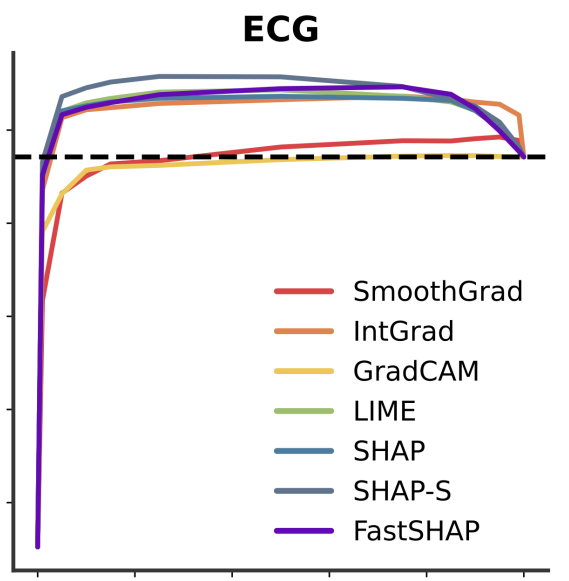 ECG
SmoothGrad
IntGrad
GradCAM
LIME
SHAP
SHAP-S
FastSHAP